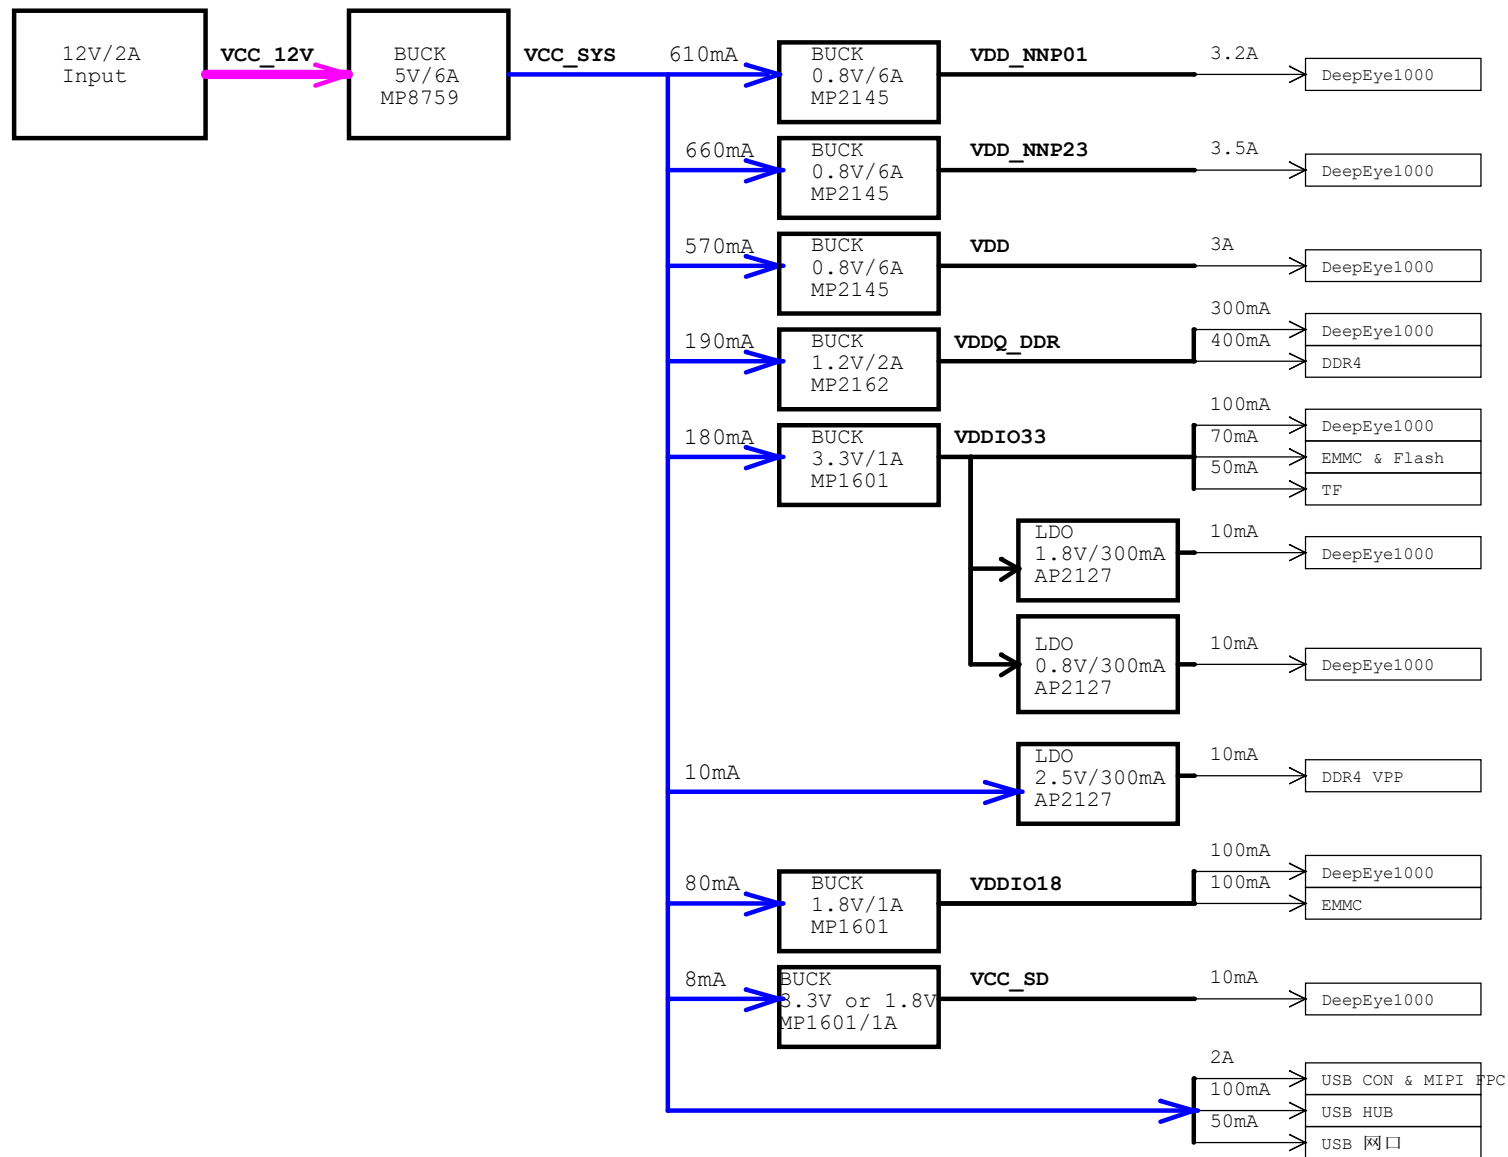 12V/2A
Input
VCC_12V
BUCK
5V/6A
MP8759
VCC_SYS
610mA
BUCK
0.8V/6A
MP2145
VDD_NNP01
3.2A
DeepEye1000
660mA
BUCK
0.8V/6A
MP2145
VDD_NNP23
3.5A
DeepEye1000
570mA
BUCK
0.8V/6A
MP2145
VDD
3A
DeepEye1000
190mA
BUCK
1.2V/2A
MP2162
VDDQ_DDR
300mA
DeepEye1000
400mA
DDR4
180mA
BUCK
3.3V/1A
MP1601
VDDIO33
100mA
DeepEye1000
70mA
EMMC & Flash
50mA
TF
LDO
1.8V/300mA
AP2127
10mA
DeepEye1000
LDO
0.8V/300mA
AP2127
10mA
DeepEye1000
10mA
LDO
2.5V/300mA
AP2127
10mA
DDR4 VPP
80mA
BUCK
1.8V/1A
MP1601
VDDIO18
100mA
DeepEye1000
100mA
EMMC
8mA
BUCK
3.3V or 1.8V
MP1601/1A
VCC_SD
10mA
DeepEye1000
2A
USB CON & MIPI FPC
100mA
USB HUB
50mA
USB 网口